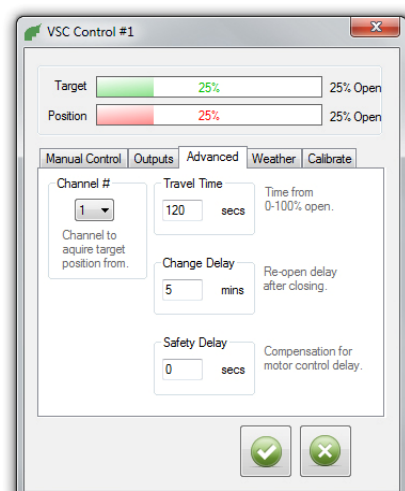 VSC Control #1
Target 25% 25% Open
Position 25% 25% Open
Manual Control Outputs Advanced Weather Calibrate
Channel #
1
Channel to
aquire target
position from.
Travel Time
120 secs
Time from
0-100% open.
Change Delay
5 mins
Re-open delay
after closing.
Safety Delay
0 secs
Compensation for
motor control delay.